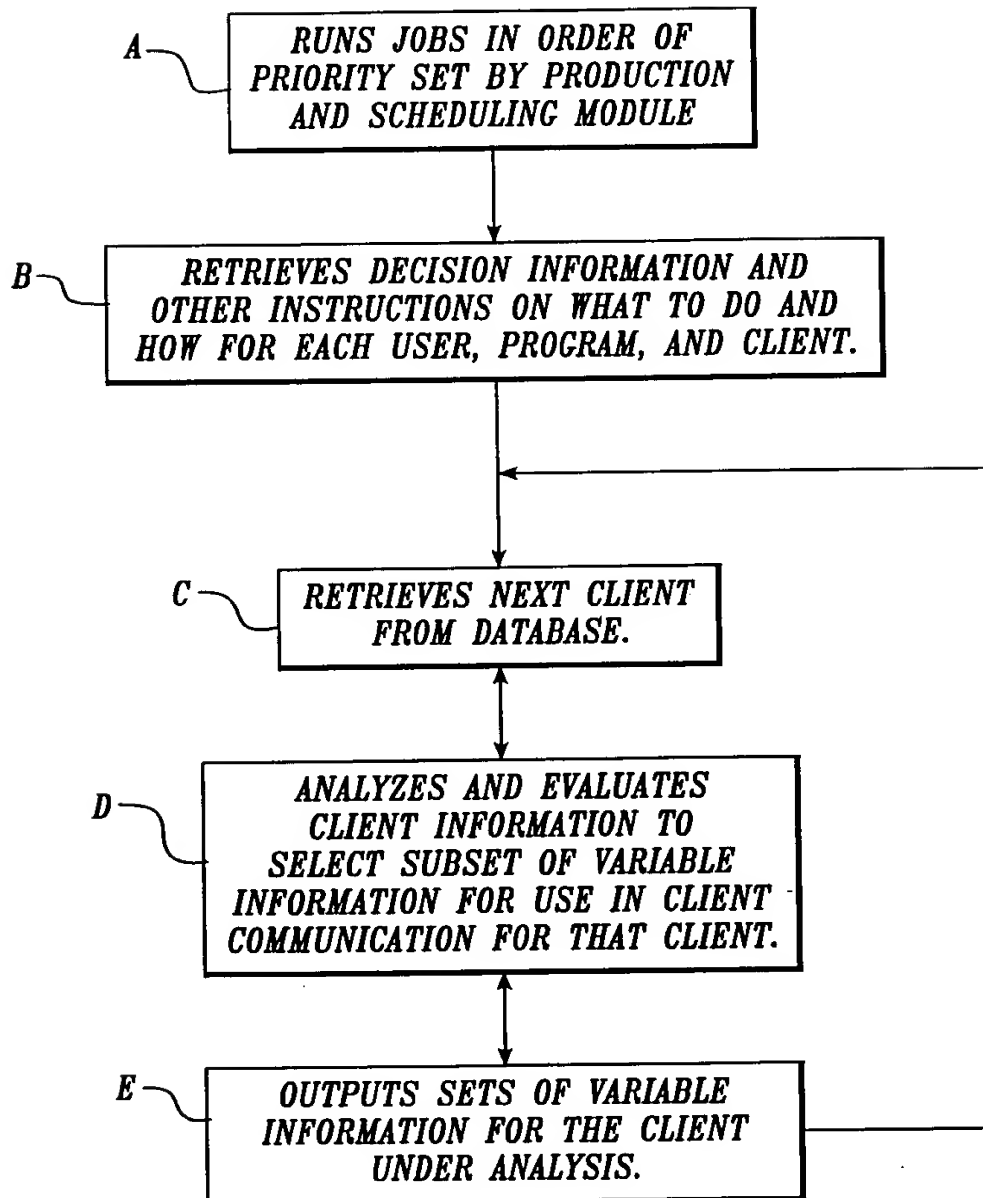 A
RUNS JOBS IN ORDER OF
PRIORITY SET BY PRODUCTION
AND SCHEDULING MODULE
B
RETRIEVES DECISION INFORMATION AND
OTHER INSTRUCTIONS ON WHAT TO DO AND
HOW FOR EACH USER, PROGRAM, AND CLIENT.
C
RETRIEVES NEXT CLIENT
FROM DATABASE.
D
ANALYZES AND EVALUATES
CLIENT INFORMATION TO
SELECT SUBSET OF VARIABLE
INFORMATION FOR USE IN CLIENT
COMMUNICATION FOR THAT CLIENT.
E
OUTPUTS SETS OF VARIABLE
INFORMATION FOR THE CLIENT
UNDER ANALYSIS.